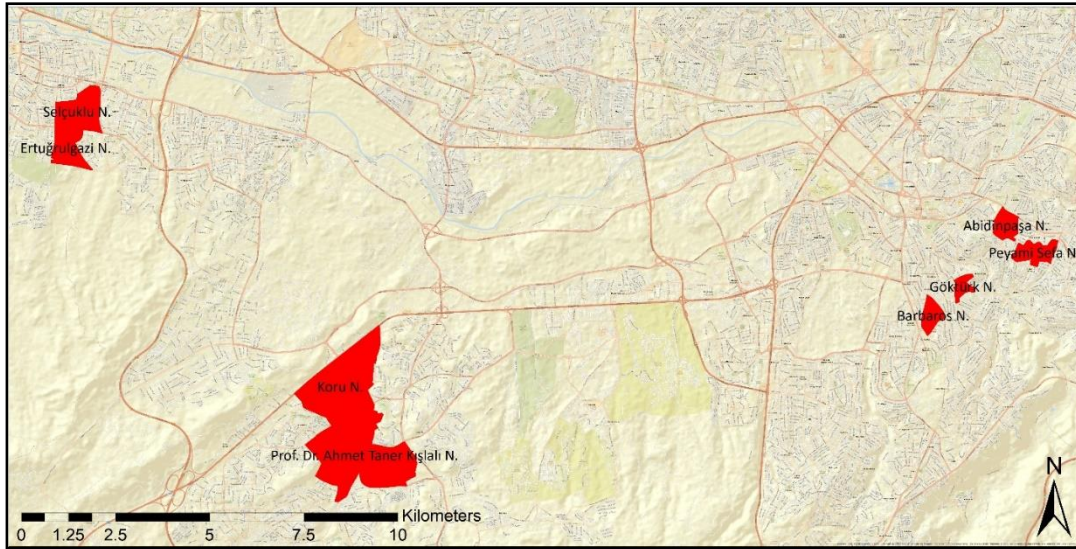 Selçuklu N.
Ertuğrulgazi N.
Abidinpaşa N.
Peyami Sefa N
Göktürk N.
Barbaros N.
Koru N.
Prof. Dr. Ahmet Taner Kışlalı N.
Kilometers
0 1.25 2.5 5 7.5 10
N